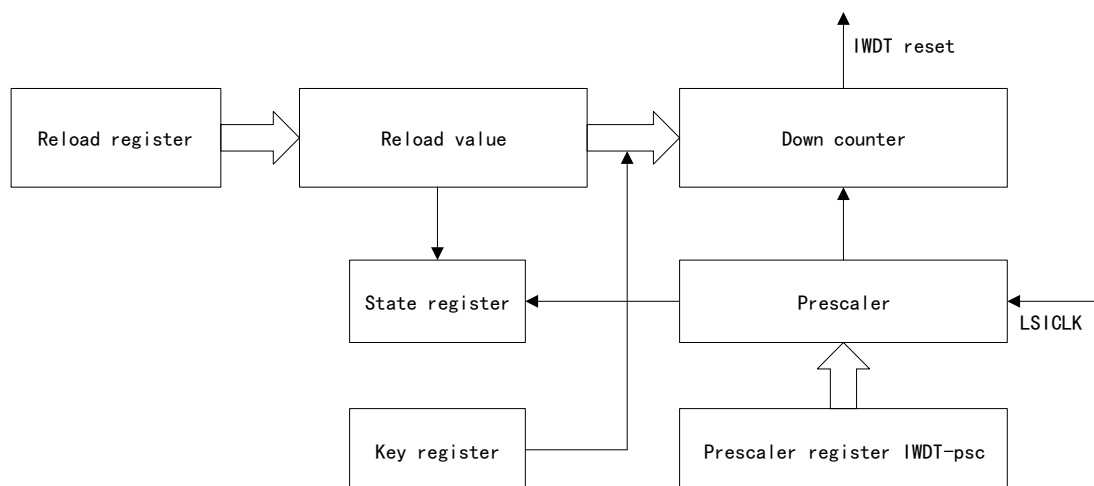 IWDT reset
Reload register
Reload value
Down counter
State register
Prescaler
LSICLK
Key register
Prescaler register IWDT-psc